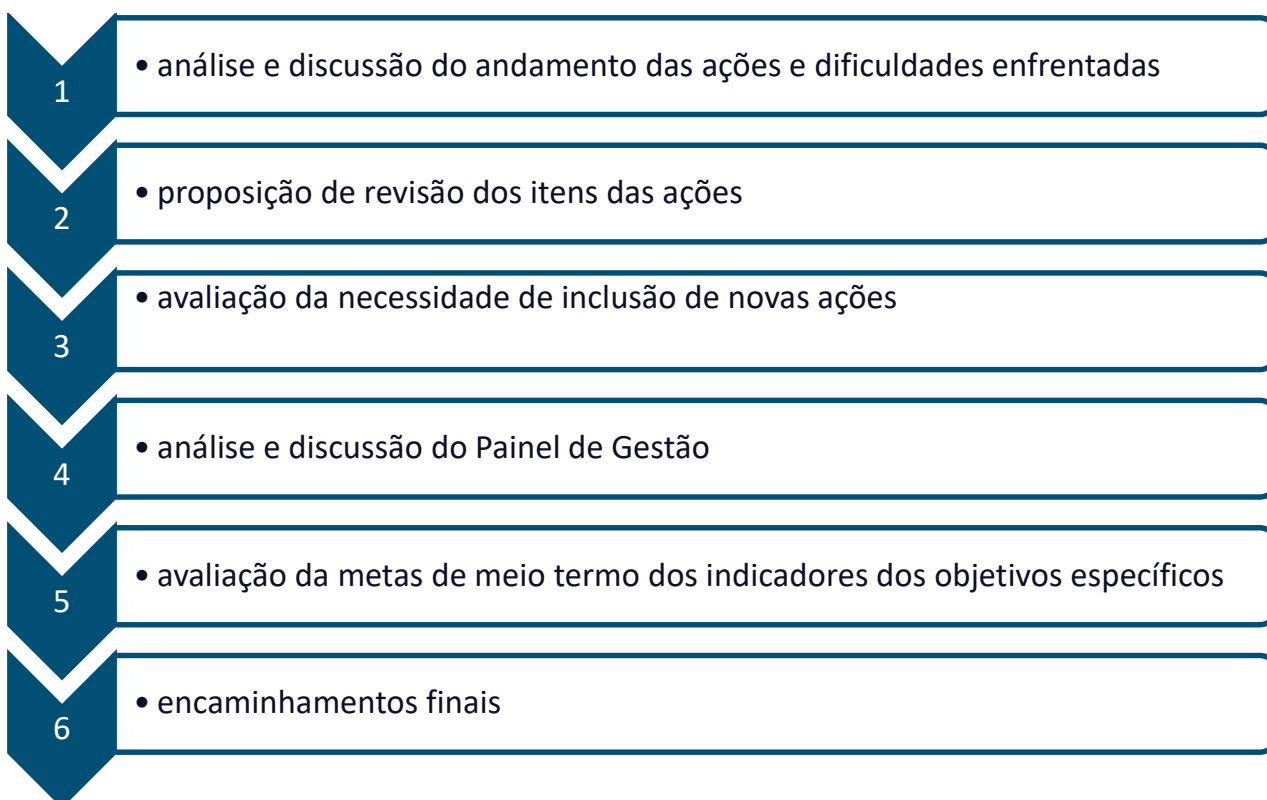 1
• análise e discussão do andamento das ações e dificuldades enfrentadas
2
• proposição de revisão dos itens das ações
3
• avaliação da necessidade de inclusão de novas ações
4
• análise e discussão do Painel de Gestão
5
• avaliação da metas de meio termo dos indicadores dos objetivos específicos
6
• encaminhamentos finais